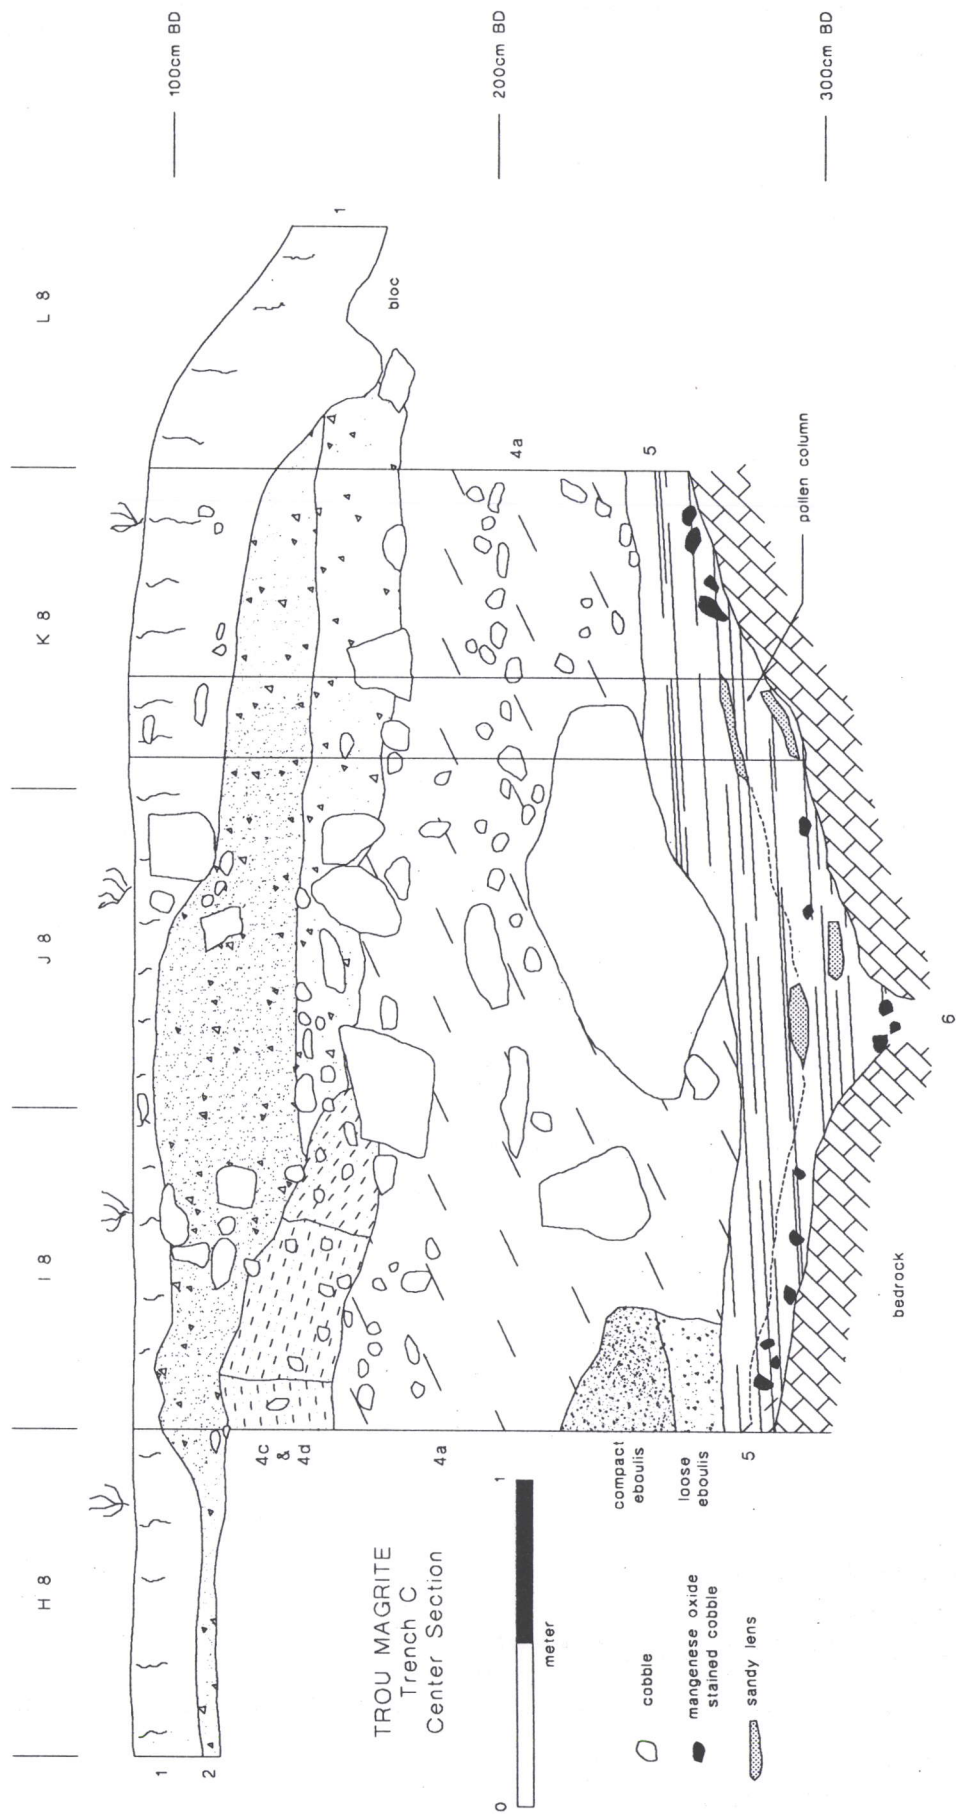 H 8
I 8
J 8
K 8
L 8
100cm BD
200cm BD
300cm BD
1
2
4c
&
4d
4a
compact
eboulis
loose
eboulis
5
1
bloc
4a
5
pollen column
bedrock
6
TROU MAGRITE
Trench C
Center Section
0
1
meter
cobble
mangenese oxide
stained cobble
sandy lens